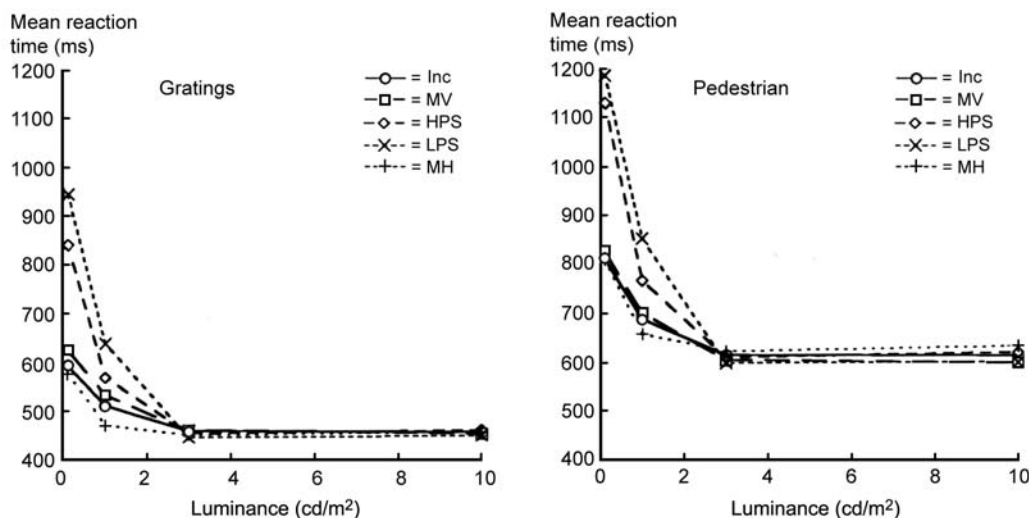 Mean reaction
time (ms)
1200
1100
1000
900
800
700
600
500
400
Gratings
= Inc
= MV
= HPS
= LPS
= MH
0
2
4
6
8
10
Luminance (cd/m²)
Mean reaction
time (ms)
1200
1100
1000
900
800
700
600
500
400
Pedestrian
= Inc
= MV
= HPS
= LPS
= MH
0
2
4
6
8
10
Luminance (cd/m²)